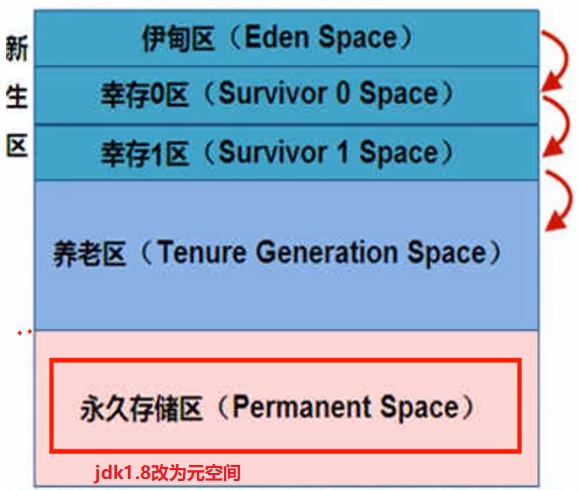 新生区
伊甸区（Eden Space）
幸存0区（Survivor 0 Space）
幸存1区（Survivor 1 Space）
养老区（Tenure Generation Space）
永久存储区（Permanent Space）
jdk1.8改为元空间